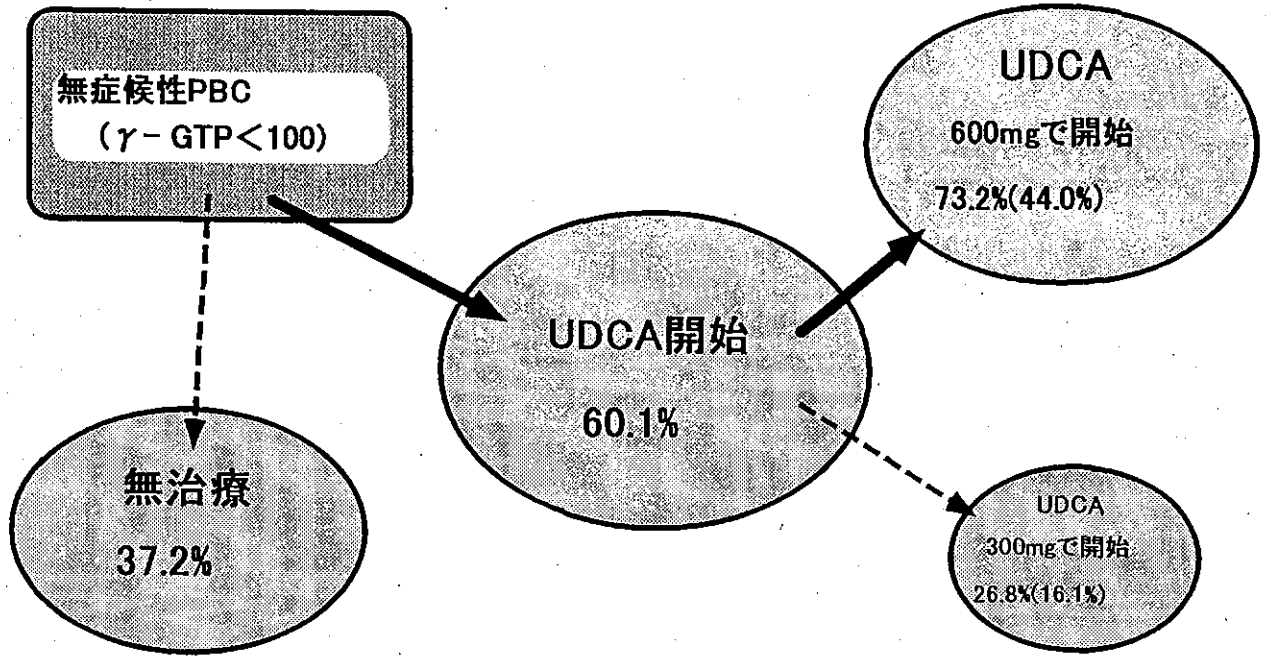 無症候性PBC
(γ-GTP<100)
UDCA
600mgで開始
73.2%(44.0%)
UDCA開始
60.1%
無治療
37.2%
UDCA
300mgで開始
26.8%(16.1%)